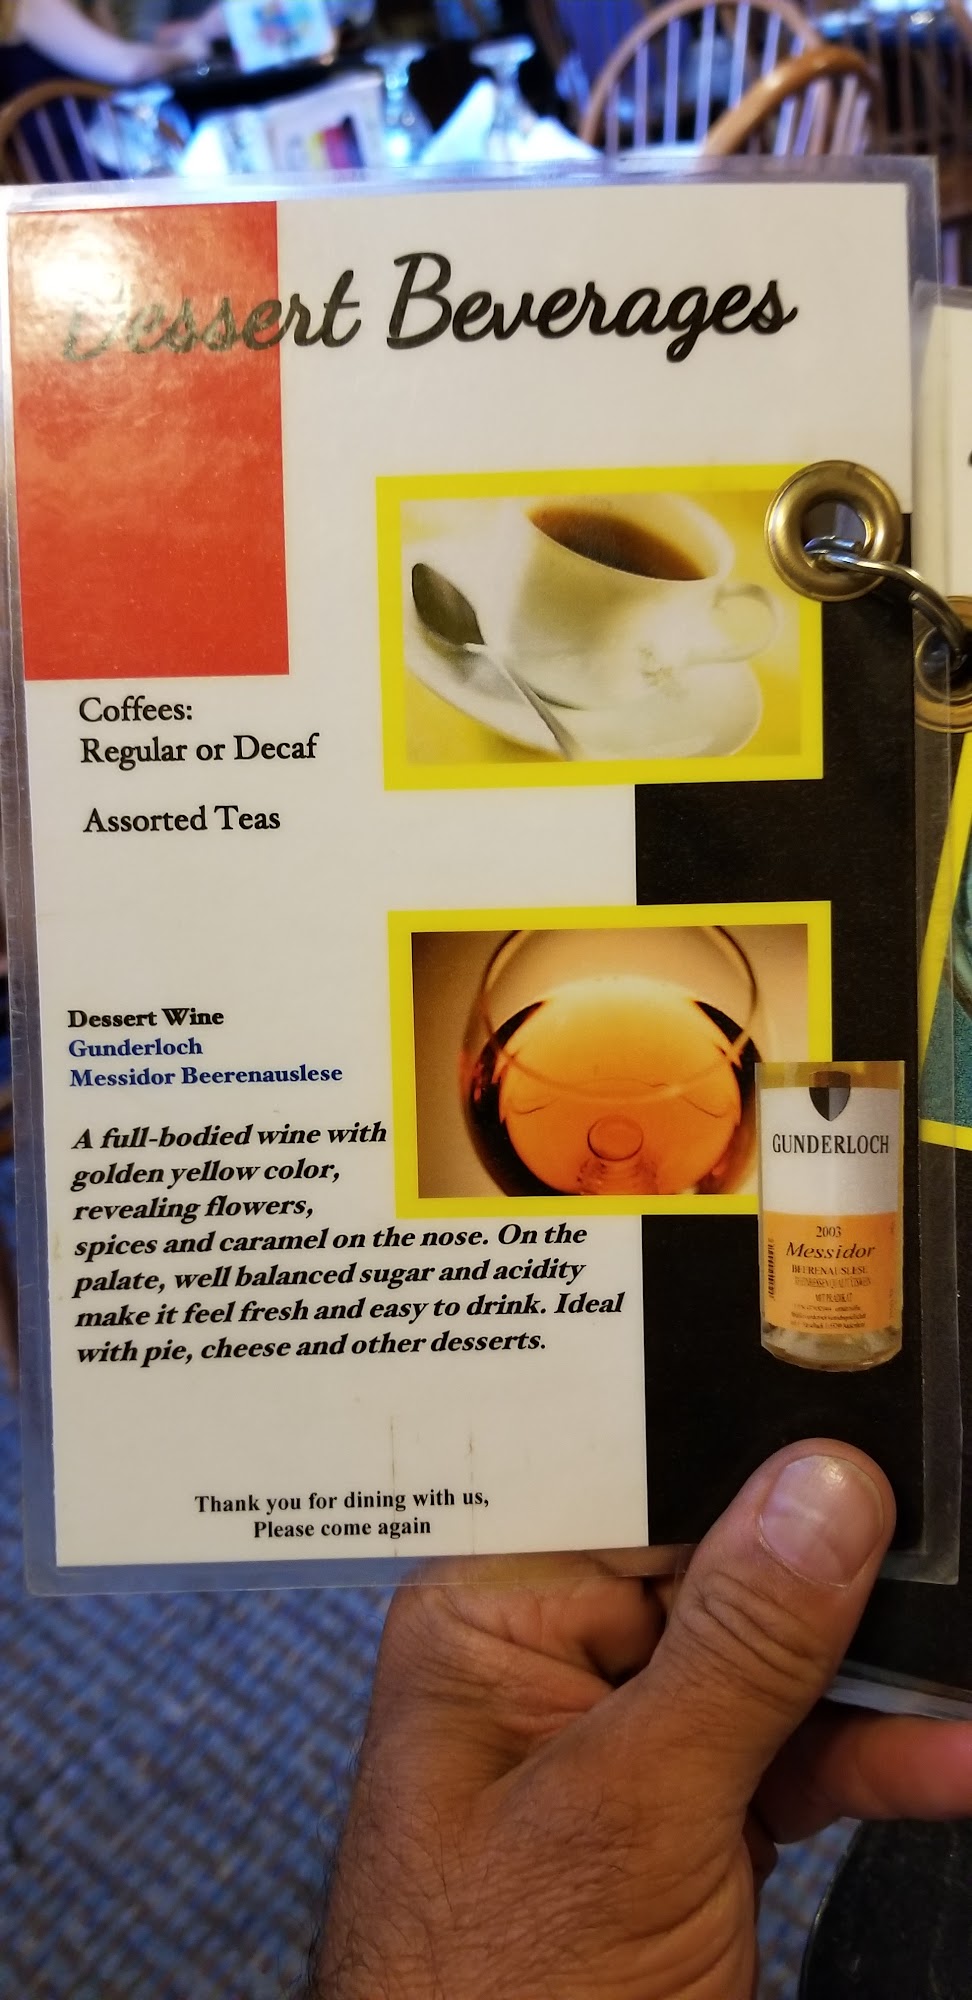 Dessert Beverages
Coffees:
Regular or Decaf
Assorted Teas
Dessert Wine
Gunderloch
Messidor Beerenauslese
A full-bodied wine with
golden yellow color,
revealing flowers,
spices and caramel on the nose. On the
palate, well balanced sugar and acidity
make it feel fresh and easy to drink. Ideal
with pie, cheese and other desserts.
GUNDERLOCH
2003
Messidor
BEERENAUSLESE
Thank you for dining with us,
Please come again